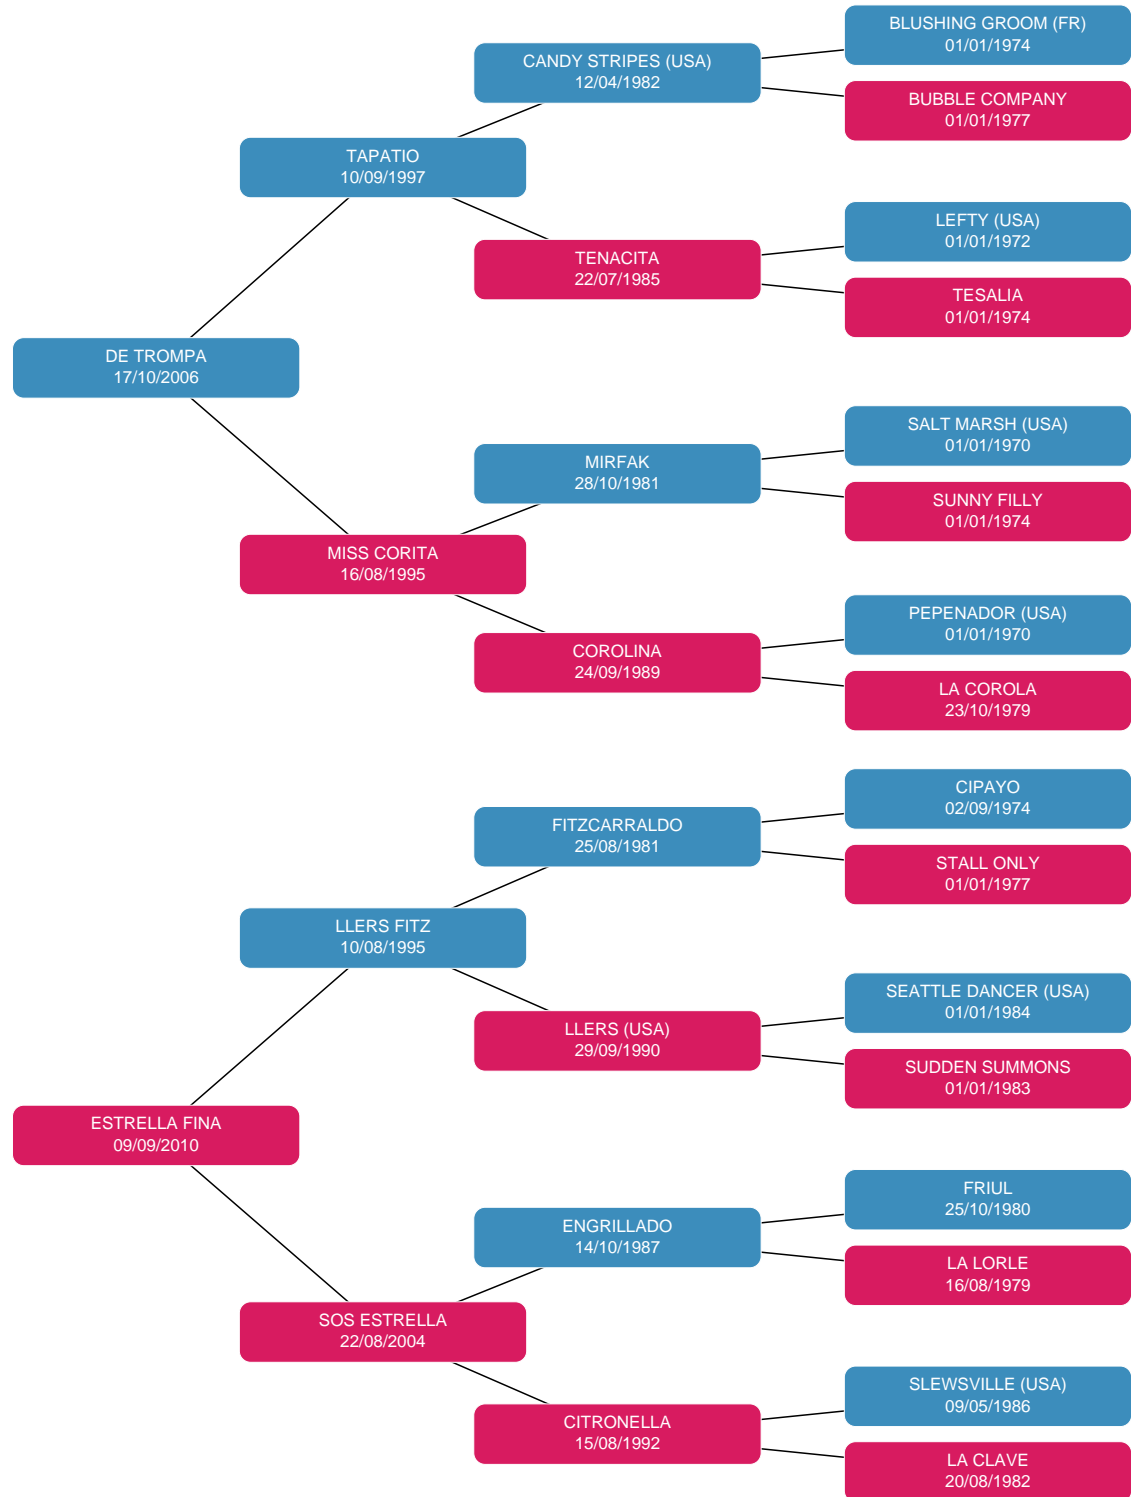 BLUSHING GROOM (FR)
01/01/1974
CANDY STRIPES (USA)
12/04/1982
BUBBLE COMPANY
01/01/1977
TAPATIO
10/09/1997
LEFTY (USA)
01/01/1972
TENACITA
22/07/1985
TESALIA
01/01/1974
DE TROMPA
17/10/2006
SALT MARSH (USA)
01/01/1970
MIRFAK
28/10/1981
SUNNY FILLY
01/01/1974
MISS CORITA
16/08/1995
PEPENADOR (USA)
01/01/1970
COROLINA
24/09/1989
LA COROLA
23/10/1979
CIPAYO
02/09/1974
FITZCARRALDO
25/08/1981
STALL ONLY
01/01/1977
LLERS FITZ
10/08/1995
SEATTLE DANCER (USA)
01/01/1984
LLERS (USA)
29/09/1990
SUDDEN SUMMONS
01/01/1983
ESTRELLA FINA
09/09/2010
FRIUL
25/10/1980
ENGRILLADO
14/10/1987
LA LORLE
16/08/1979
SOS ESTRELLA
22/08/2004
SLEWSVILLE (USA)
09/05/1986
CITRONELLA
15/08/1992
LA CLAVE
20/08/1982